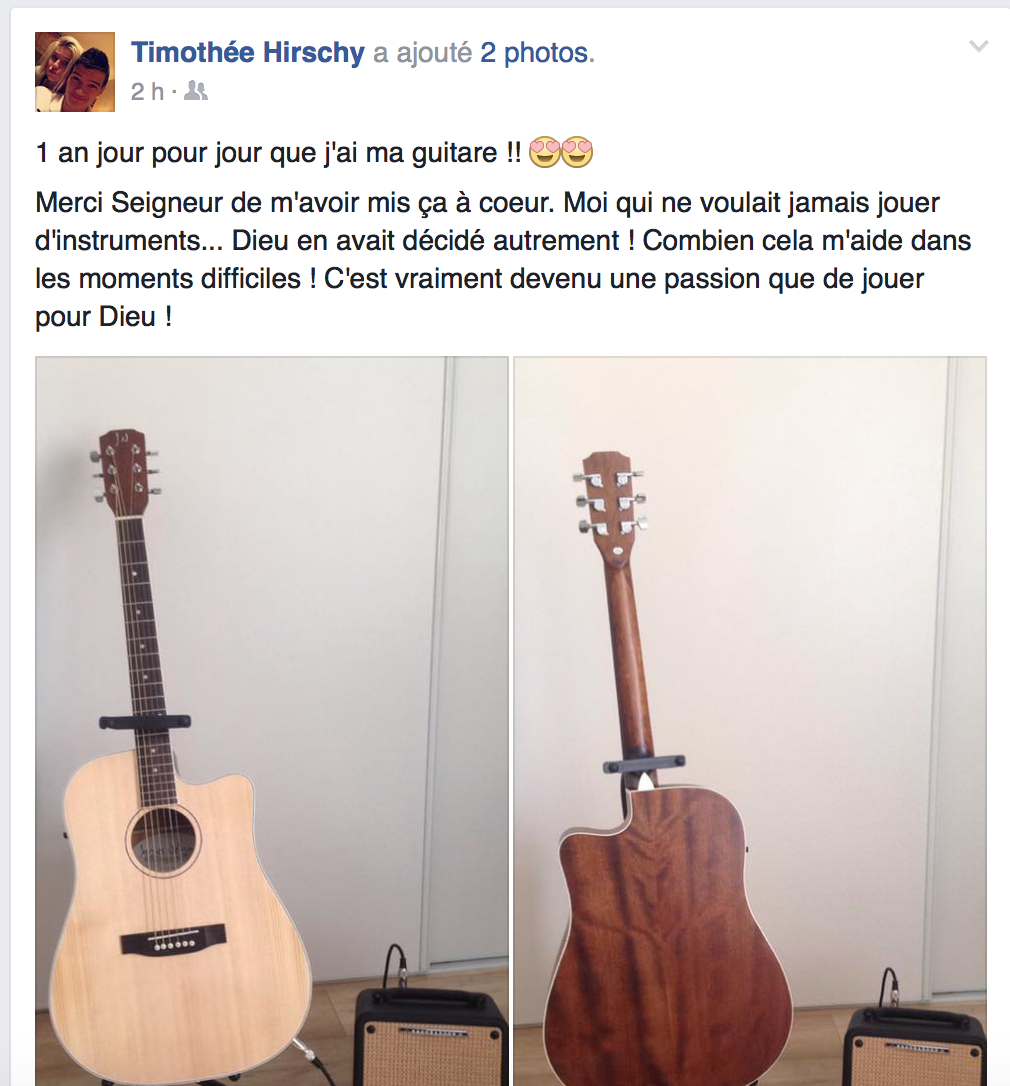 Timothée Hirschy a ajouté 2 photos.
2 h ·
1 an jour pour jour que j'ai ma guitare !! 😍😍
Merci Seigneur de m'avoir mis ça à coeur. Moi qui ne voulait jamais jouer
d'instruments... Dieu en avait décidé autrement ! Combien cela m'aide dans
les moments difficiles ! C'est vraiment devenu une passion que de jouer
pour Dieu !
JN